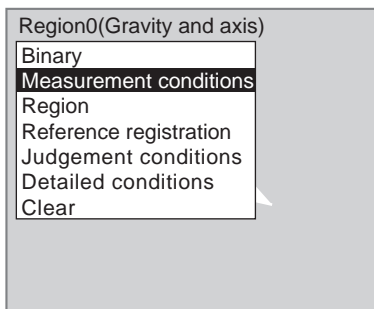 Region0(Gravity and axis)
Binary
Measurement conditions
Region
Reference registration
Judgement conditions
Detailed conditions
Clear